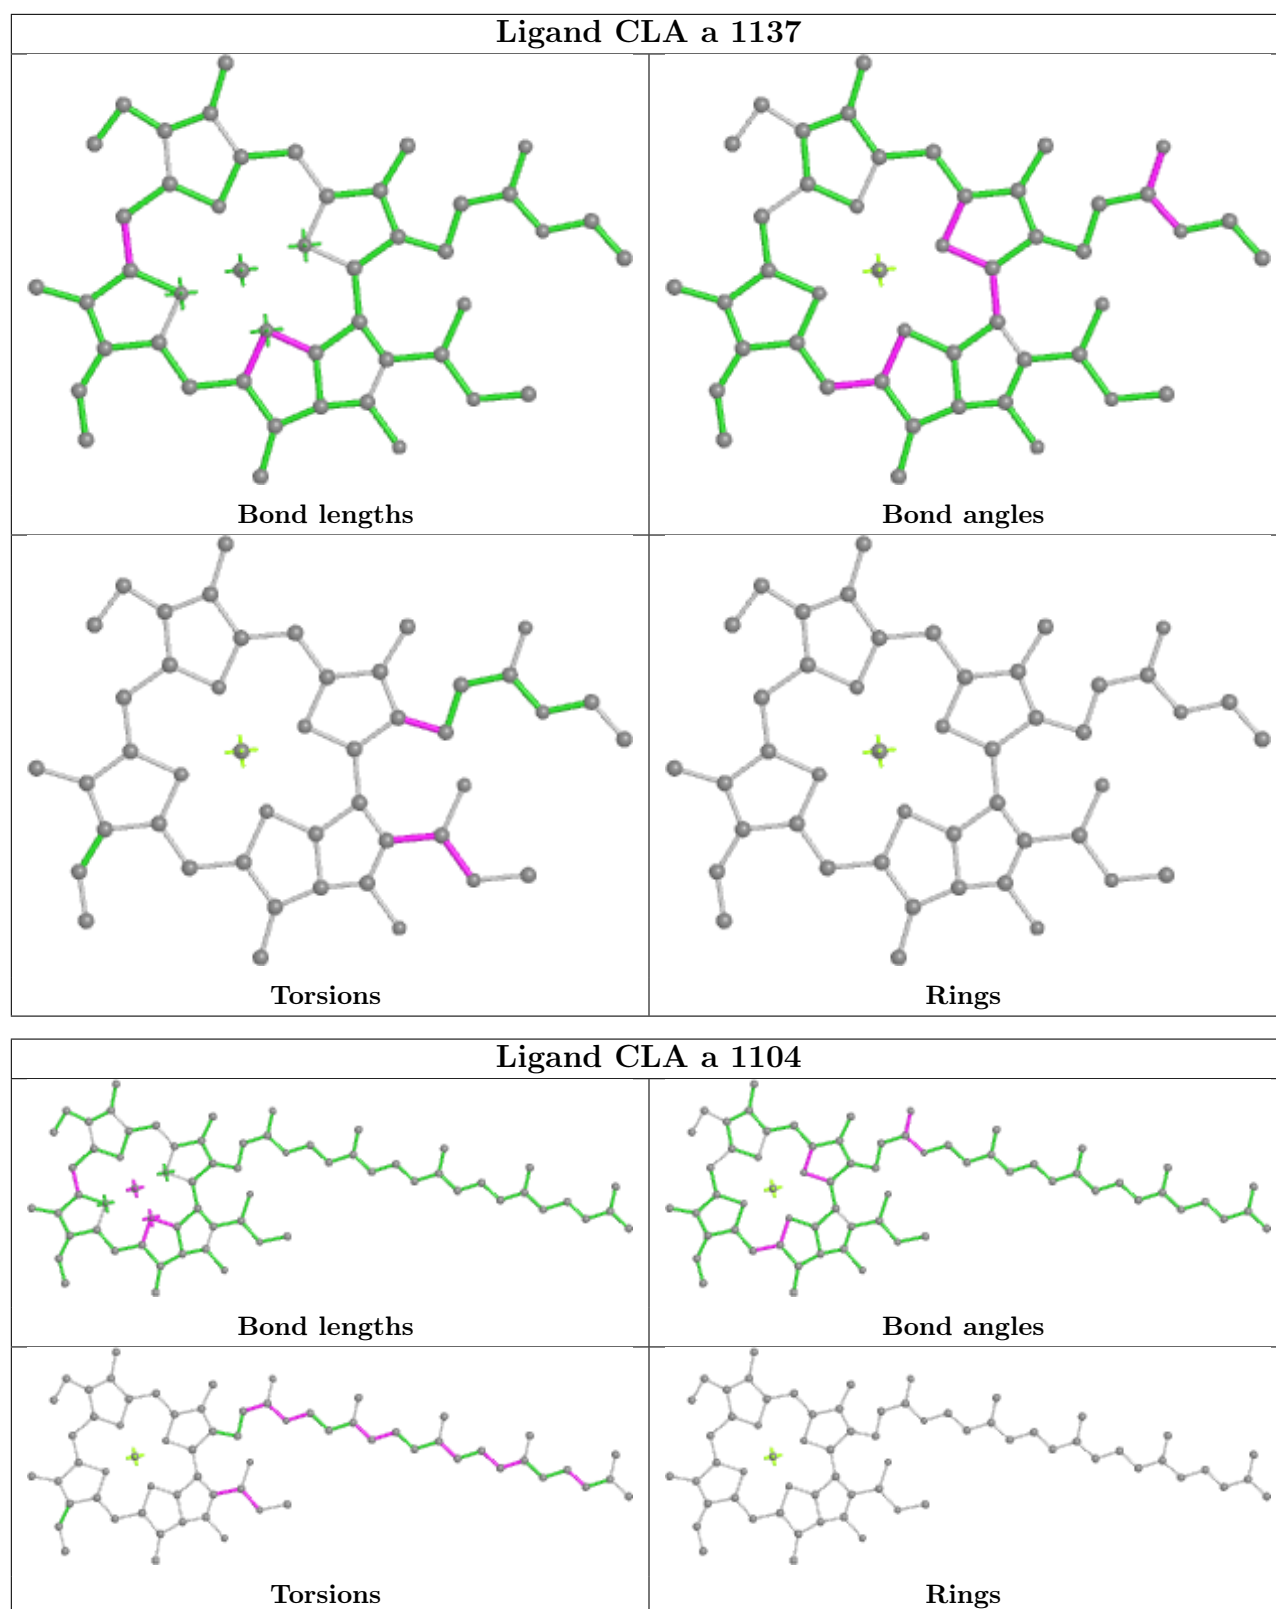 Ligand CLA a 1137
Bond lengths
Bond angles
Torsions
Rings
Ligand CLA a 1104
Bond lengths
Bond angles
Torsions
Rings